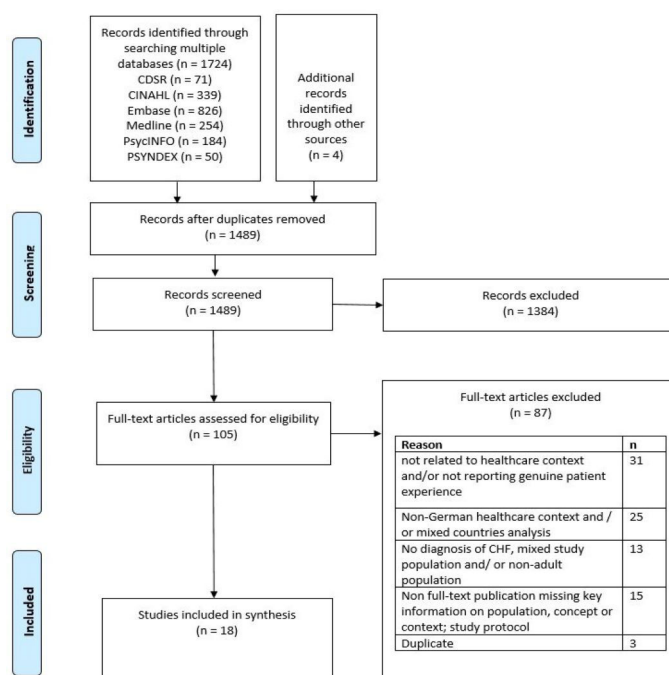 Identification
Records identified through
searching multiple
databases (n = 1724)
CDSR (n = 71)
CINAHL (n = 339)
Embase (n = 826)
Medline (n = 254)
PsycINFO (n = 184)
PSYNDEX (n = 50)
Additional
records
identified
through other
sources
(n = 4)
Screening
Records after duplicates removed
(n = 1489)
Records screened
(n = 1489)
Records excluded
(n = 1384)
Eligibility
Full-text articles assessed for eligibility
(n = 105)
Full-text articles excluded
(n = 87)
Reason n
not related to healthcare context 31
and/or not reporting genuine patient
experience
Non-German healthcare context and / 25
or mixed countries analysis
No diagnosis of CHF, mixed study 13
population and/ or non-adult
population
Non full-text publication missing key 15
information on population, concept or
context; study protocol
Duplicate 3
Included
Studies included in synthesis
(n = 18)